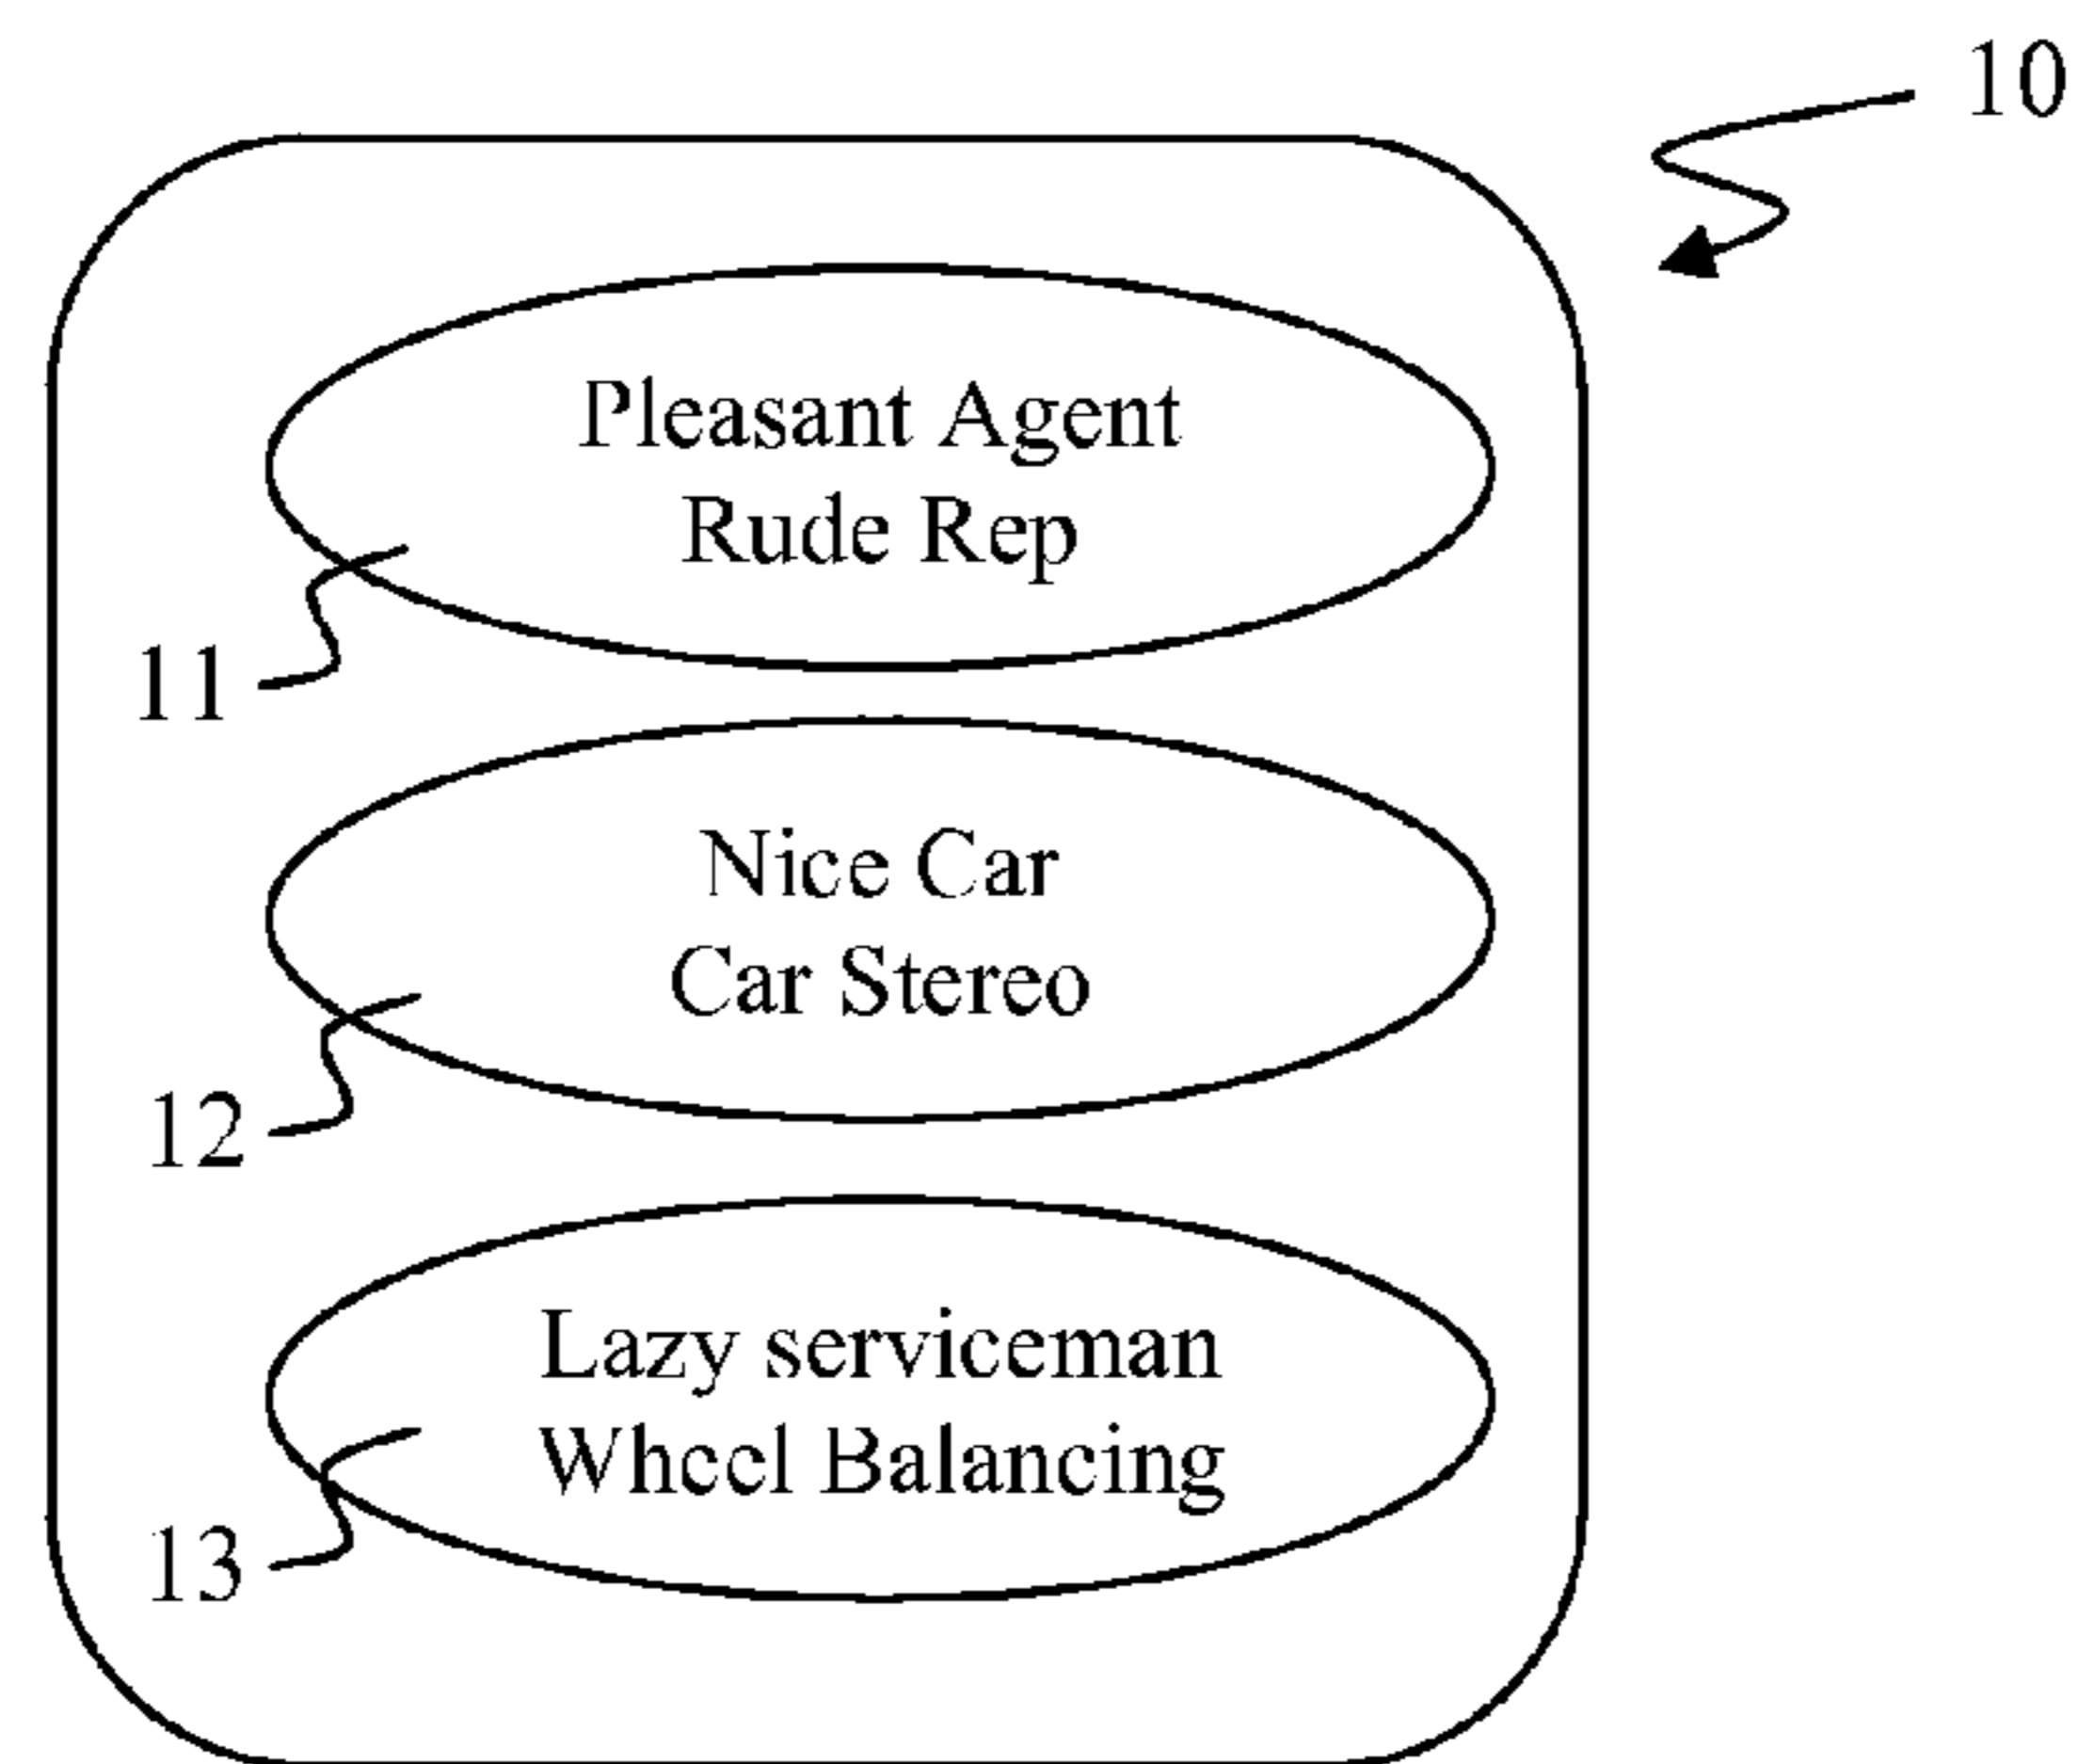 10
Pleasant Agent
Rude Rep
11
Nice Car
Car Stereo
12
Lazy serviceman
Wheel Balancing
13